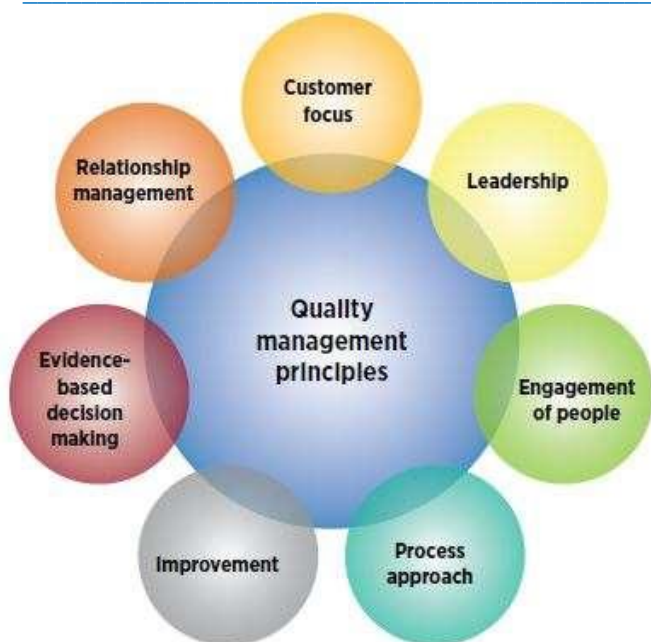 Customer
focus
Leadership
Engagement
of people
Process
approach
Improvement
Evidence-
based
decision
making
Relationship
management
Quality
management
principles